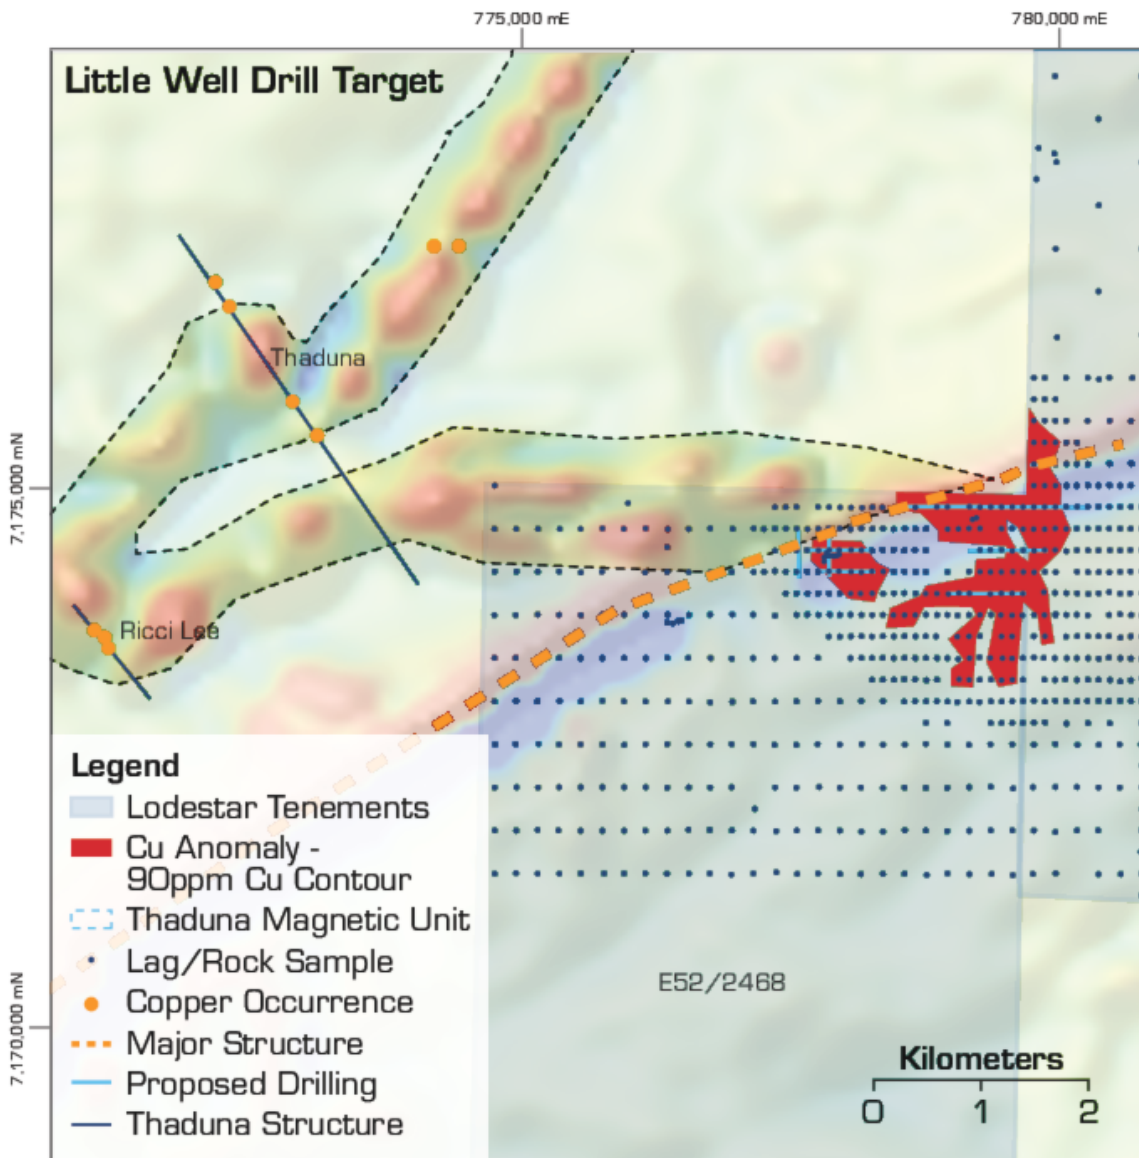 775,000 mE
780,000 mE
Little Well Drill Target
Thaduna
7,175,000 mN
Ricci Lee
Legend
Lodestar Tenements
Cu Anomaly -
90ppm Cu Contour
Thaduna Magnetic Unit
Lag/Rock Sample
Copper Occurrence
Major Structure
Proposed Drilling
Thaduna Structure
E52/2468
7,170,000 mN
Kilometers
0 1 2